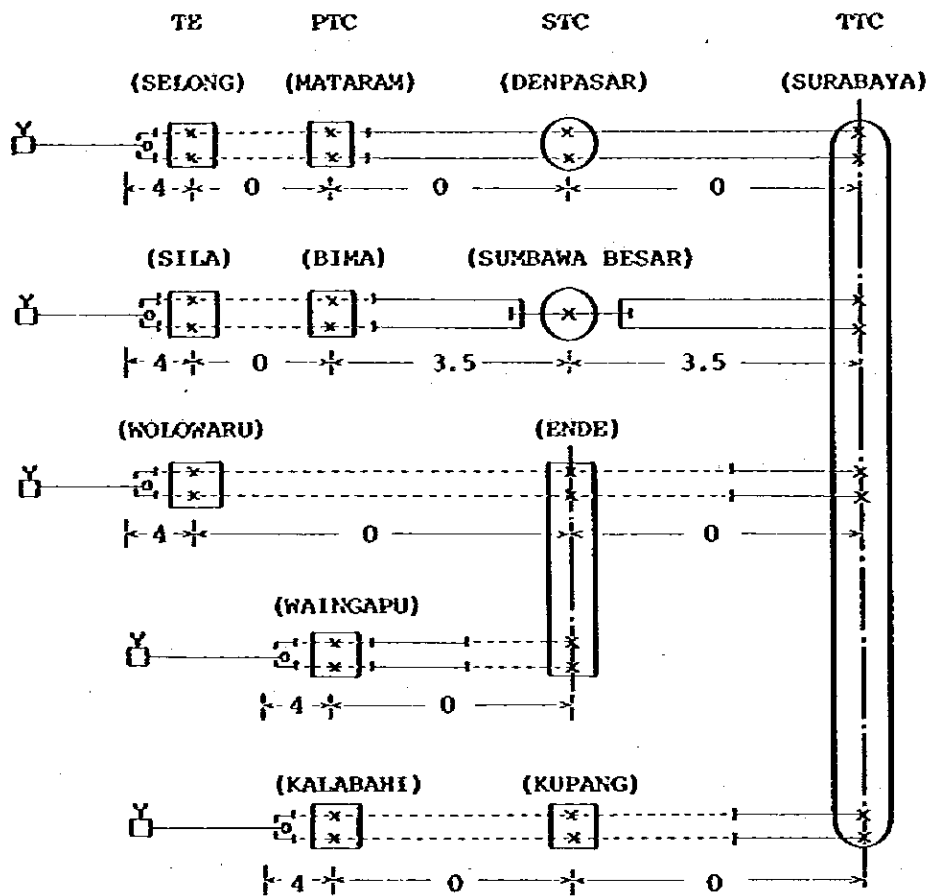 TE PTC STC TTC
(SELONG) (MATARAM) (DENPASAR) (SURABAYA)
4 0 0 0
(SILA) (BIMA) (SUMBAWA BESAR)
4 0 3.5 3.5
(WOLOWARU) (ENDE)
4 0 0
(WAINGAPU)
4 0
(KALABAHI) (KUPANG)
4 0 0